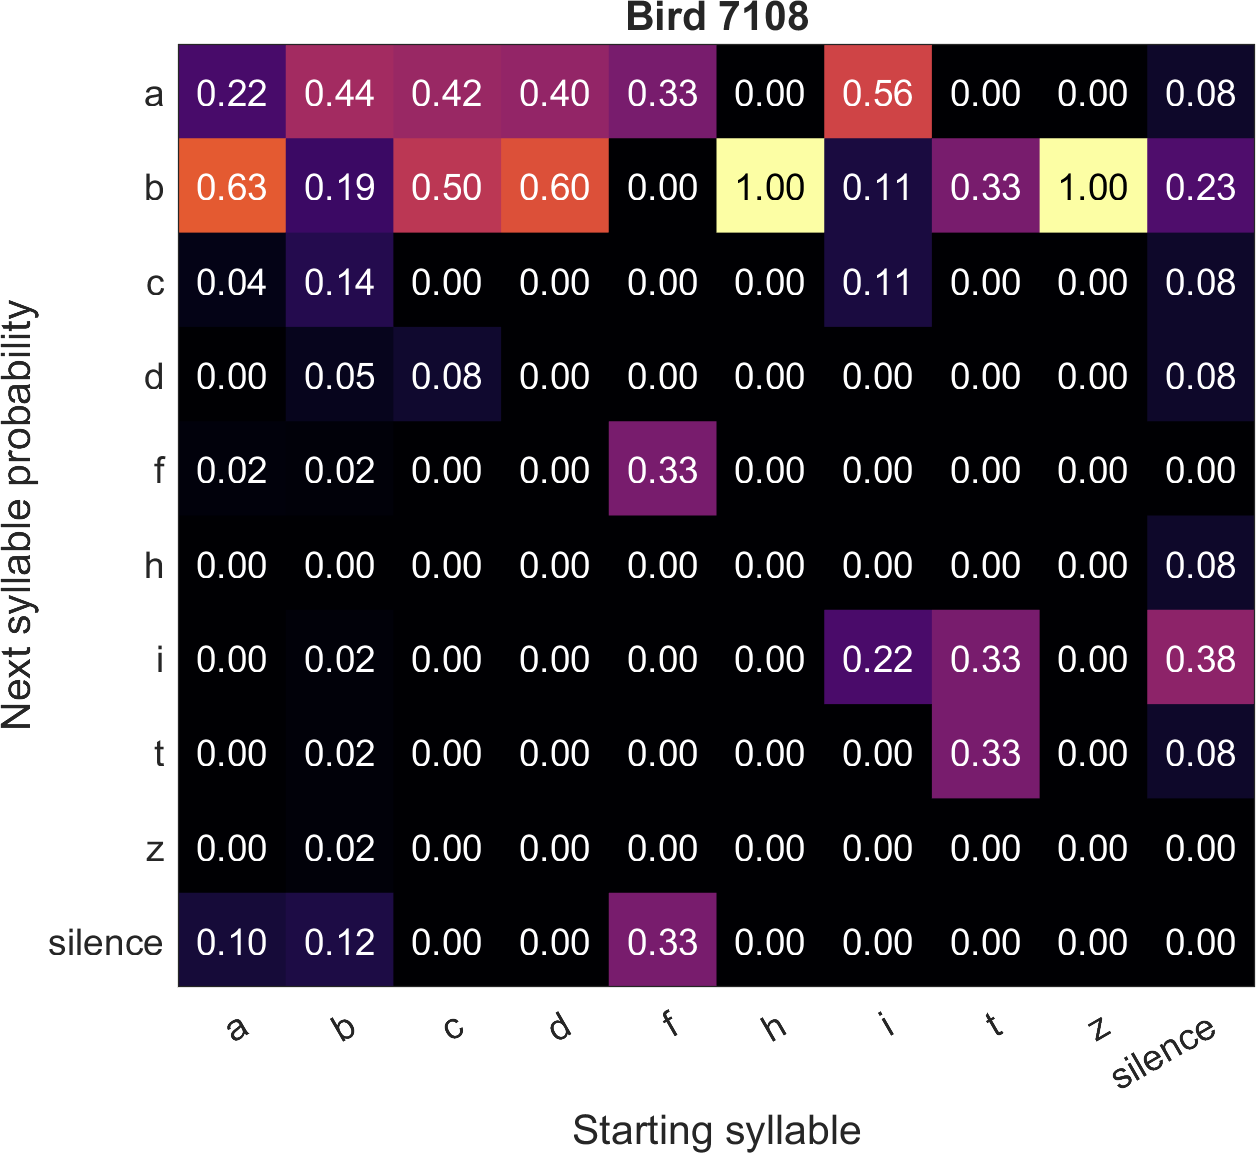 Bird 7108
Next syllable probability
a 0.22 0.44 0.42 0.40 0.33 0.00 0.56 0.00 0.00 0.08
b 0.63 0.19 0.50 0.60 0.00 1.00 0.11 0.33 1.00 0.23
c 0.04 0.14 0.00 0.00 0.00 0.00 0.11 0.00 0.00 0.08
d 0.00 0.05 0.08 0.00 0.00 0.00 0.00 0.00 0.00 0.08
f 0.02 0.02 0.00 0.00 0.33 0.00 0.00 0.00 0.00 0.00
h 0.00 0.00 0.00 0.00 0.00 0.00 0.00 0.00 0.00 0.08
i 0.00 0.02 0.00 0.00 0.00 0.00 0.22 0.33 0.00 0.38
t 0.00 0.02 0.00 0.00 0.00 0.00 0.00 0.33 0.00 0.08
z 0.00 0.02 0.00 0.00 0.00 0.00 0.00 0.00 0.00 0.00
silence 0.10 0.12 0.00 0.00 0.33 0.00 0.00 0.00 0.00 0.00
a b c d f h i t z silence
Starting syllable